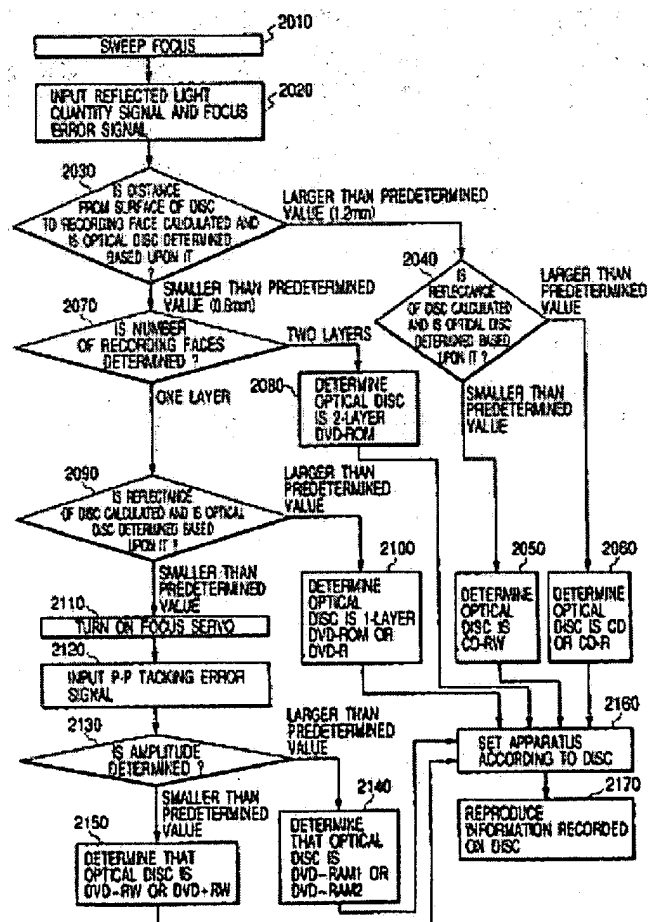 2010
SWEEP FOCUS
2020
INPUT REFLECTED LIGHT
QUANTITY SIGNAL AND FOCUS
ERROR SIGNAL
2030
IS DISTANCE
FROM SURFACE OF DISC
TO RECORDING FACE CALCULATED AND
IS OPTICAL DISC DETERMINED
BASED UPON IT
?
LARGER THAN PREDETERMINED
VALUE (1.2mm)
SMALLER THAN PREDETERMINED
VALUE (0.6mm)
2040
IS
REFLECTANCE
OF DISC CALCULATED
AND IS OPTICAL DISC
DETERMINED BASED
UPON IT ?
LARGER THAN
PREDETERMINED
VALUE
SMALLER THAN
PREDETERMINED
VALUE
2070
IS NUMBER
OF RECORDING FACES
DETERMINED ?
TWO LAYERS
ONE LAYER
2080
DETERMINE
OPTICAL DISC
IS 2-LAYER
DVD-ROM
2090
IS REFLECTANCE
OF DISC CALCULATED AND IS OPTICAL
DISC DETERMINED BASED
UPON IT ?
LARGER THAN
PREDETERMINED
VALUE
SMALLER THAN
PREDETERMINED
VALUE
2100
DETERMINE
OPTICAL
DISC IS 1-LAYER
DVD-ROM OR
DVD-R
2050
DETERMINE
OPTICAL
DISC IS
CD-RW
2060
DETERMINE
OPTICAL
DISC IS CD
OR CD-R
2110
TURN ON FOCUS SERVO
2120
INPUT P-P TACKING ERROR
SIGNAL
2130
IS AMPLITUDE
DETERMINED ?
LARGER THAN
PREDETERMINED
VALUE
SMALLER THAN
PREDETERMINED
VALUE
2140
DETERMINE
THAT OPTICAL
DISC IS
DVD-RAM1 OR
DVD-RAM2
2150
DETERMINE THAT
OPTICAL DISC IS
DVD-RW OR DVD+RW
2160
SET APPARATUS
ACCORDING TO DISC
2170
REPRODUCE
INFORMATION RECORDED
ON DISC